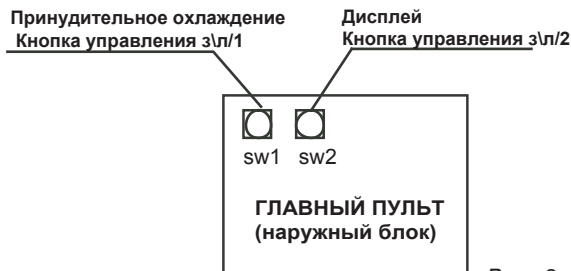 Принудительное охлаждение
Кнопка управления з\л/1
Дисплей
Кнопка управления з\л/2
sw1 sw2
ГЛАВНЫЙ ПУЛЬТ
(наружный блок)